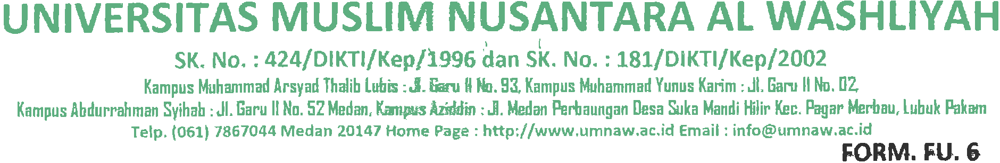 UNIVERSITAS MUSLIM NUSANTARA AL WASHLIYAH
SK. No. : 424/DIKTI/Kep/1996 dan SK. No. : 181/DIKTI/Kep/2002
Kampus Muhammad Arsyad Thalib Lubis : Jl. Garu II No. 93, Kampus Muhammad Yunus Karim : Jl. Garu II No. 02,
Kampus Abdurrahman Syihab : Jl. Garu II No. 52 Medan, Kampus Aziddin : Jl. Medan Perbaungan Desa Suka Mandi Hilir Kec. Pagar Merbau, Lubuk Pakam
Telp. (061) 7867044 Medan 20147 Home Page : http://www.umnaw.ac.id Email : info@umnaw.ac.id
FORM. FU. 6